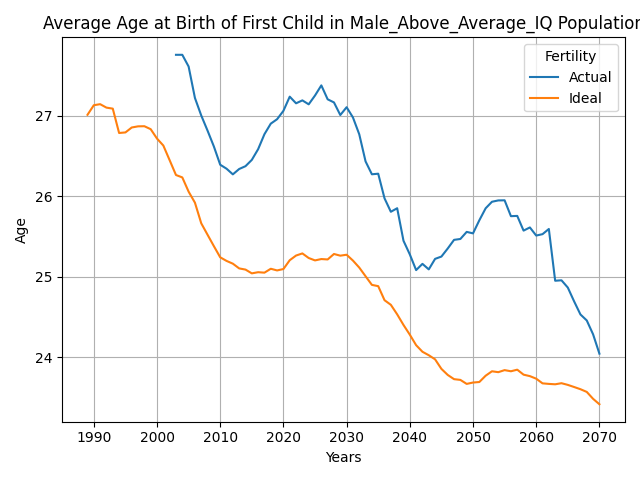 Average Age at Birth of First Child in Male_Above_Average_IQ Population
Fertility
Actual
Ideal
Age
27
26
25
24
1990 2000 2010 2020 2030 2040 2050 2060 2070
Years